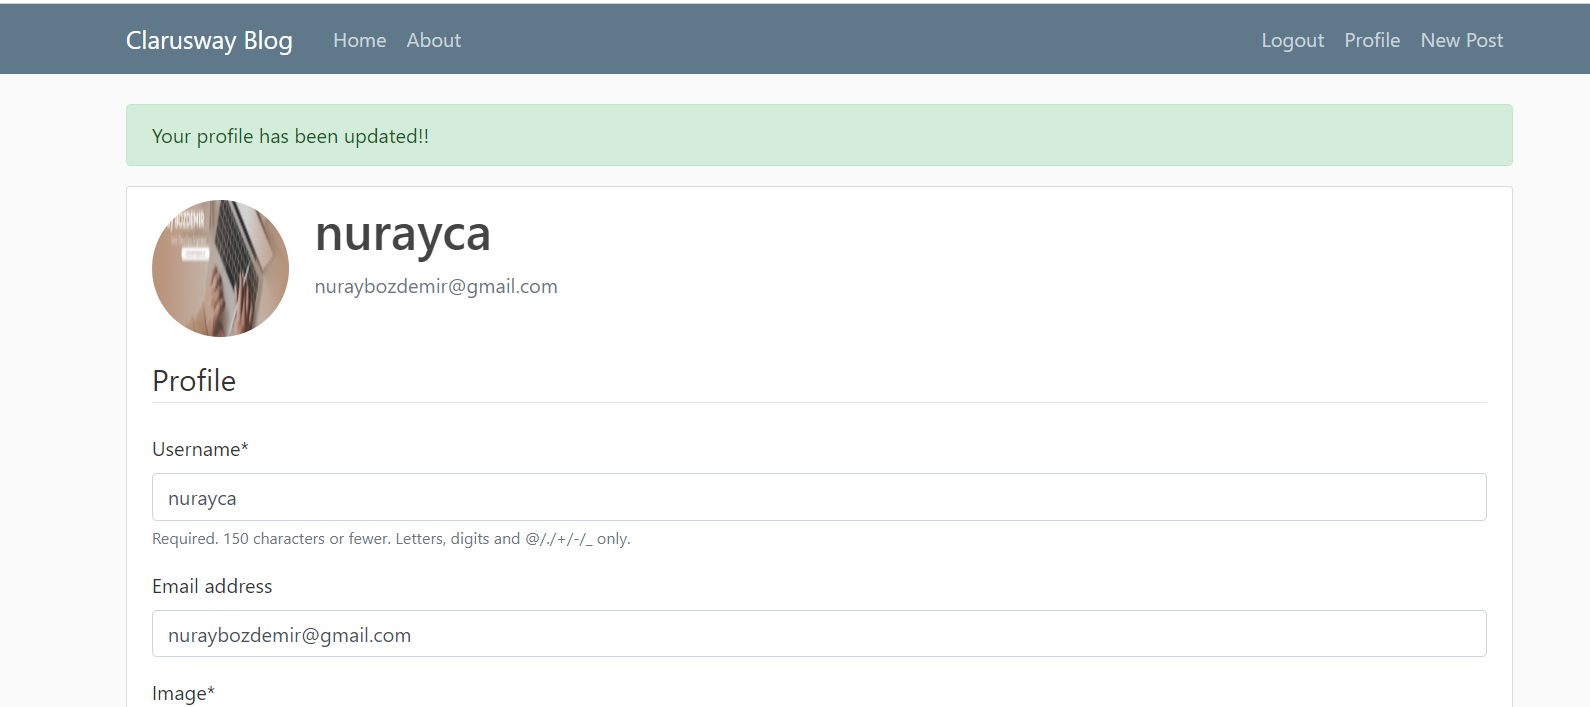 Clarusway Blog Home About Logout Profile New Post
Your profile has been updated!!
BOZDEMIR
nurayca
nuraybozdemir@gmail.com
Profile
Username*
nurayca
Required. 150 characters or fewer. Letters, digits and @/./+/-/_ only.
Email address
nuraybozdemir@gmail.com
Image*